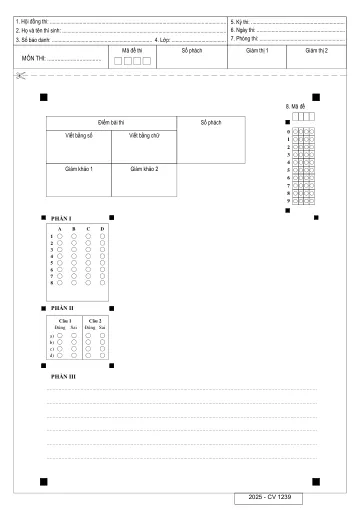 1. Hội đồng thi: ........................ 5. Kỳ thi: ........................
2. Họ và tên thí sinh: ........................ 6. Ngày thi: ........................
3. Số báo danh: ........................ 4. Lớp: ........................ 7. Phòng thi: ........................
MÔN THI: ........................ Mã đề thi Số phách Giám thị 1 Giám thị 2
8. Mã đề
Điểm bài thi Số phách
Viết bằng số Viết bằng chữ
Giám khảo 1 Giám khảo 2
0
1
2
3
4
5
6
7
8
9
PHẦN I
A B C D
1
2
3
4
5
6
7
8
PHẦN II
Câu 1 Câu 2
Đúng Sai Đúng Sai
a)
b)
c)
d)
PHẦN III
2025 - CV 1239